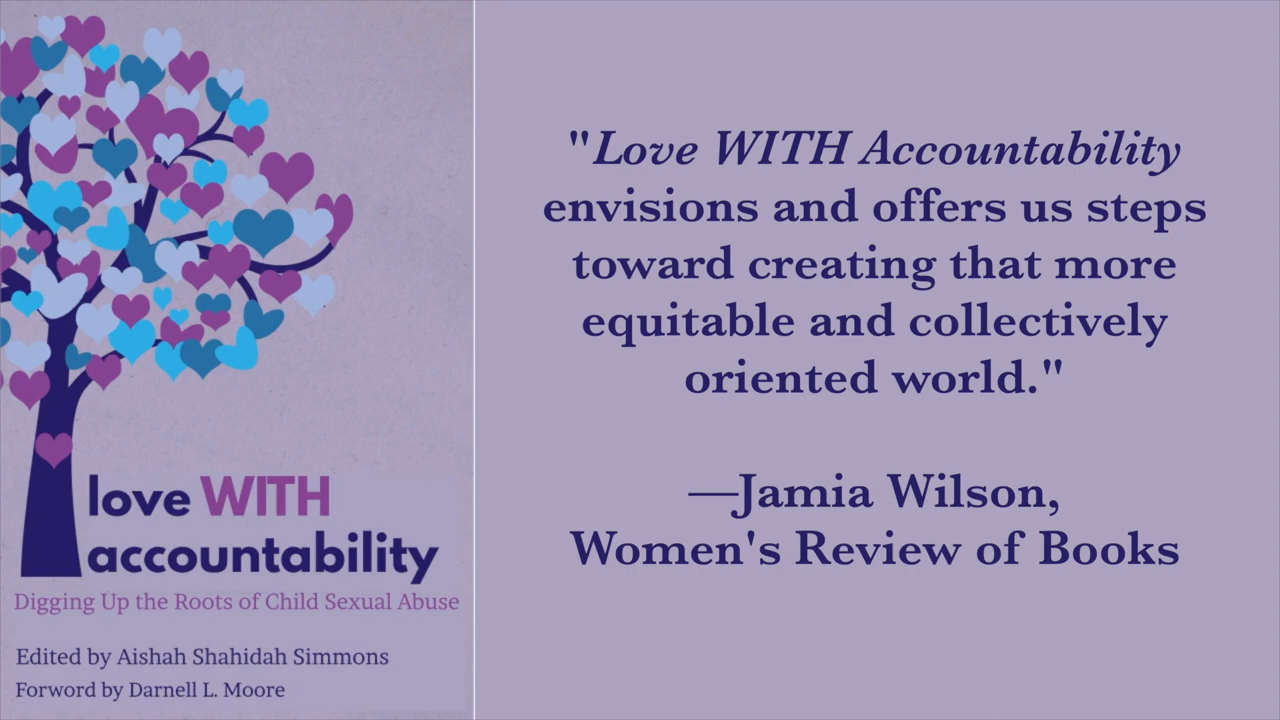 love WITH
accountability
Digging Up the Roots of Child Sexual Abuse
Edited by Aishah Shahidah Simmons
Forword by Darnell L. Moore
"Love WITH Accountability
envisions and offers us steps
toward creating that more
equitable and collectively
oriented world."
—Jamia Wilson,
Women's Review of Books